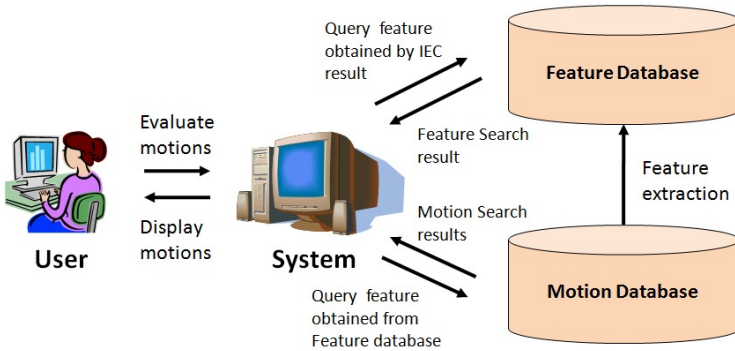 Query feature
obtained by IEC
result
Feature Database
Evaluate
motions
Feature Search
result
Feature
extraction
Display
motions
Motion Search
results
User
System
Query feature
obtained from
Feature database
Motion Database